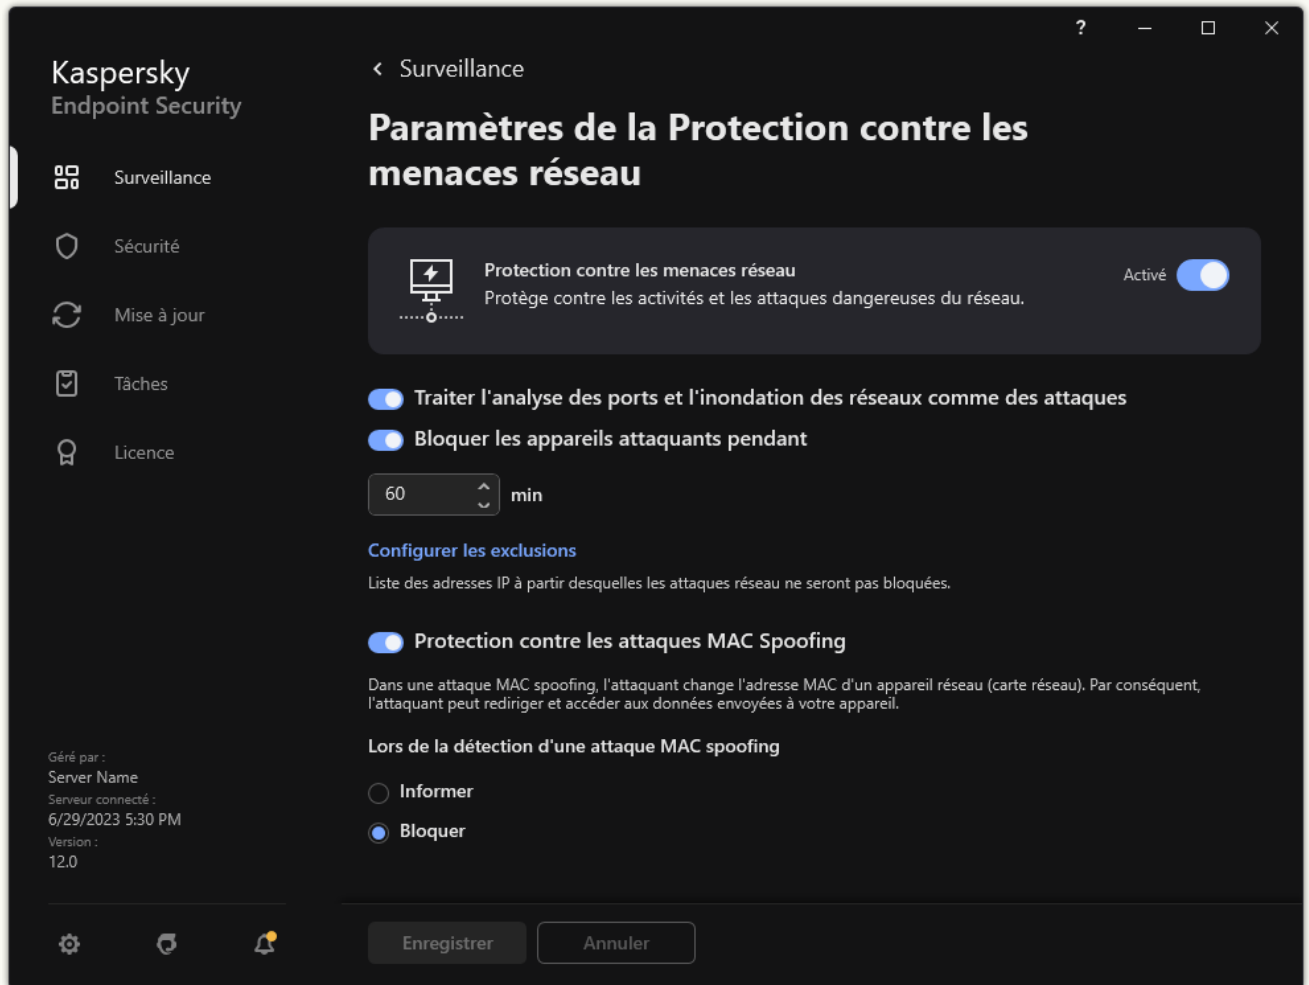 ?
Kaspersky
Endpoint Security
Surveillance
Sécurité
Mise à jour
Tâches
Licence
Géré par :
Server Name
Serveur connecté :
6/29/2023 5:30 PM
Version :
12.0
Surveillance
Paramètres de la Protection contre les
menaces réseau
Protection contre les menaces réseau
Protège contre les activités et les attaques dangereuses du réseau.
Activé
Traiter l'analyse des ports et l'inondation des réseaux comme des attaques
Bloquer les appareils attaquants pendant
60 min
Configurer les exclusions
Liste des adresses IP à partir desquelles les attaques réseau ne seront pas bloquées.
Protection contre les attaques MAC Spoofing
Dans une attaque MAC spoofing, l'attaquant change l'adresse MAC d'un appareil réseau (carte réseau). Par conséquent,
l'attaquant peut rediriger et accéder aux données envoyées à votre appareil.
Lors de la détection d'une attaque MAC spoofing
Informer
Bloquer
Enregistrer
Annuler